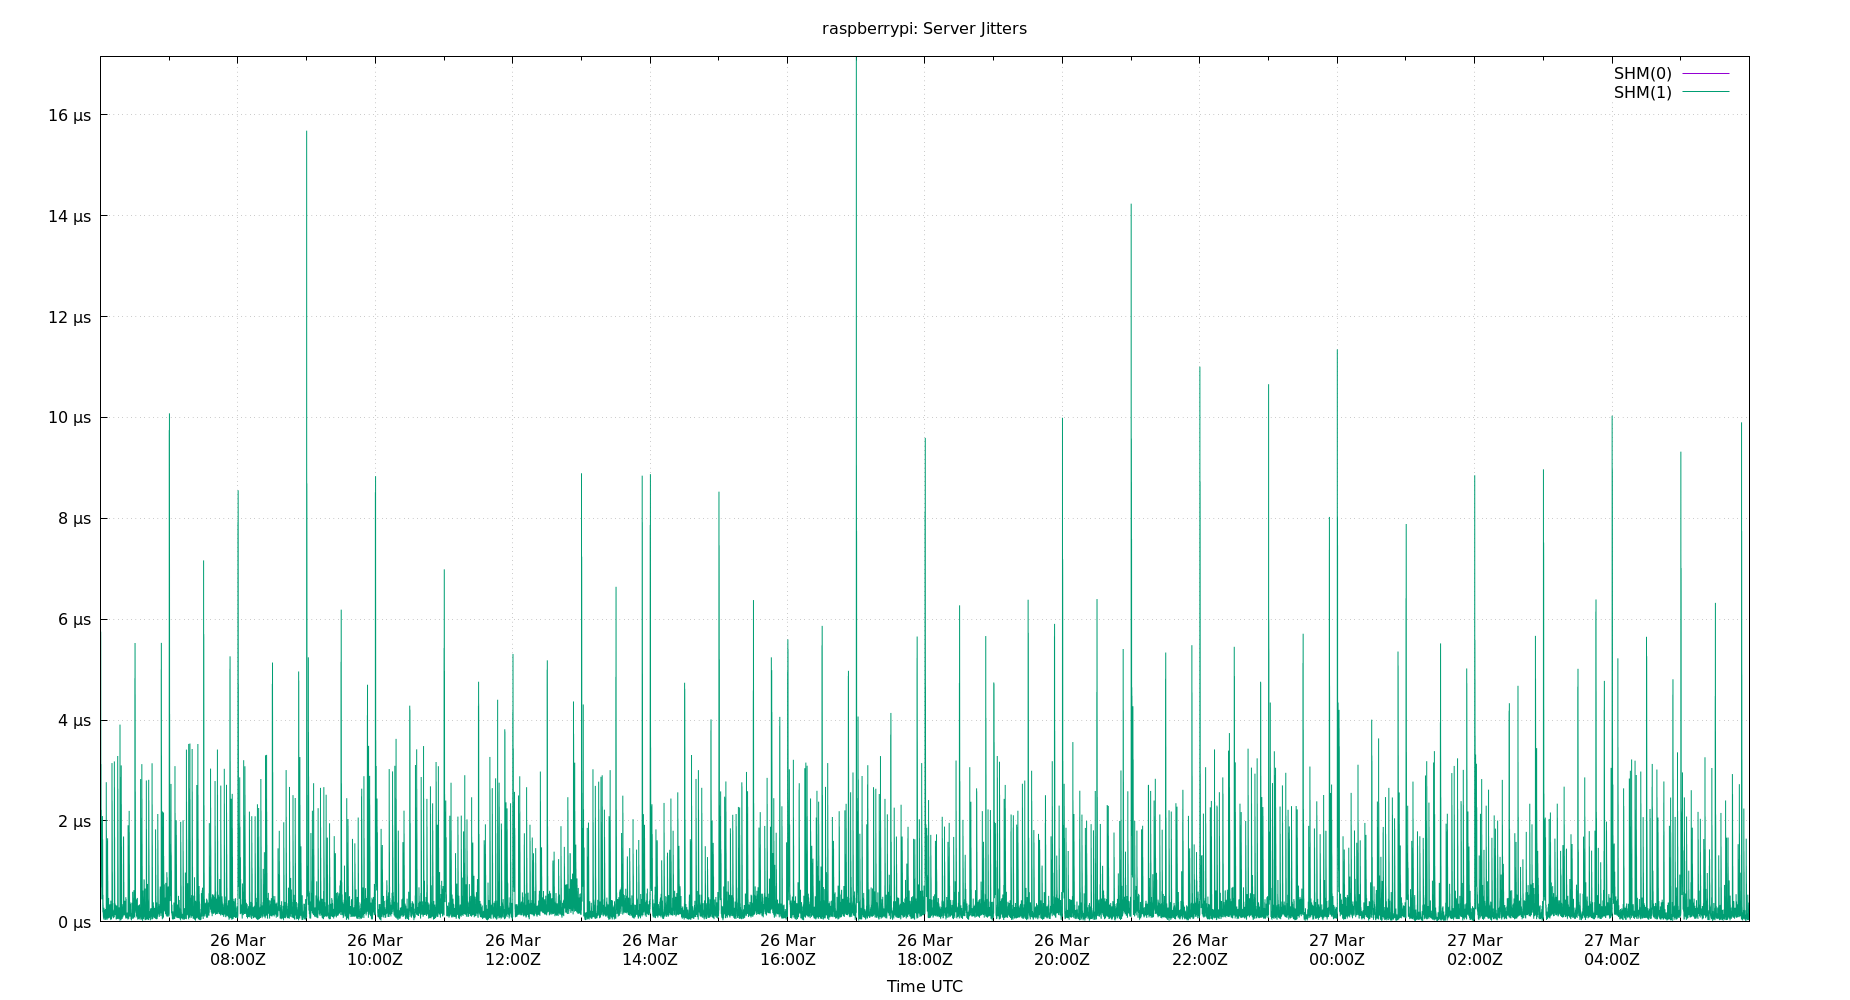 raspberrypi: Server Jitters
SHM(0)
SHM(1)
16 µs
14 µs
12 µs
10 µs
8 µs
6 µs
4 µs
2 µs
0 µs
26 Mar 26 Mar 26 Mar 26 Mar 26 Mar 26 Mar 26 Mar 26 Mar 27 Mar 27 Mar 27 Mar
08:00Z 10:00Z 12:00Z 14:00Z 16:00Z 18:00Z 20:00Z 22:00Z 00:00Z 02:00Z 04:00Z
Time UTC